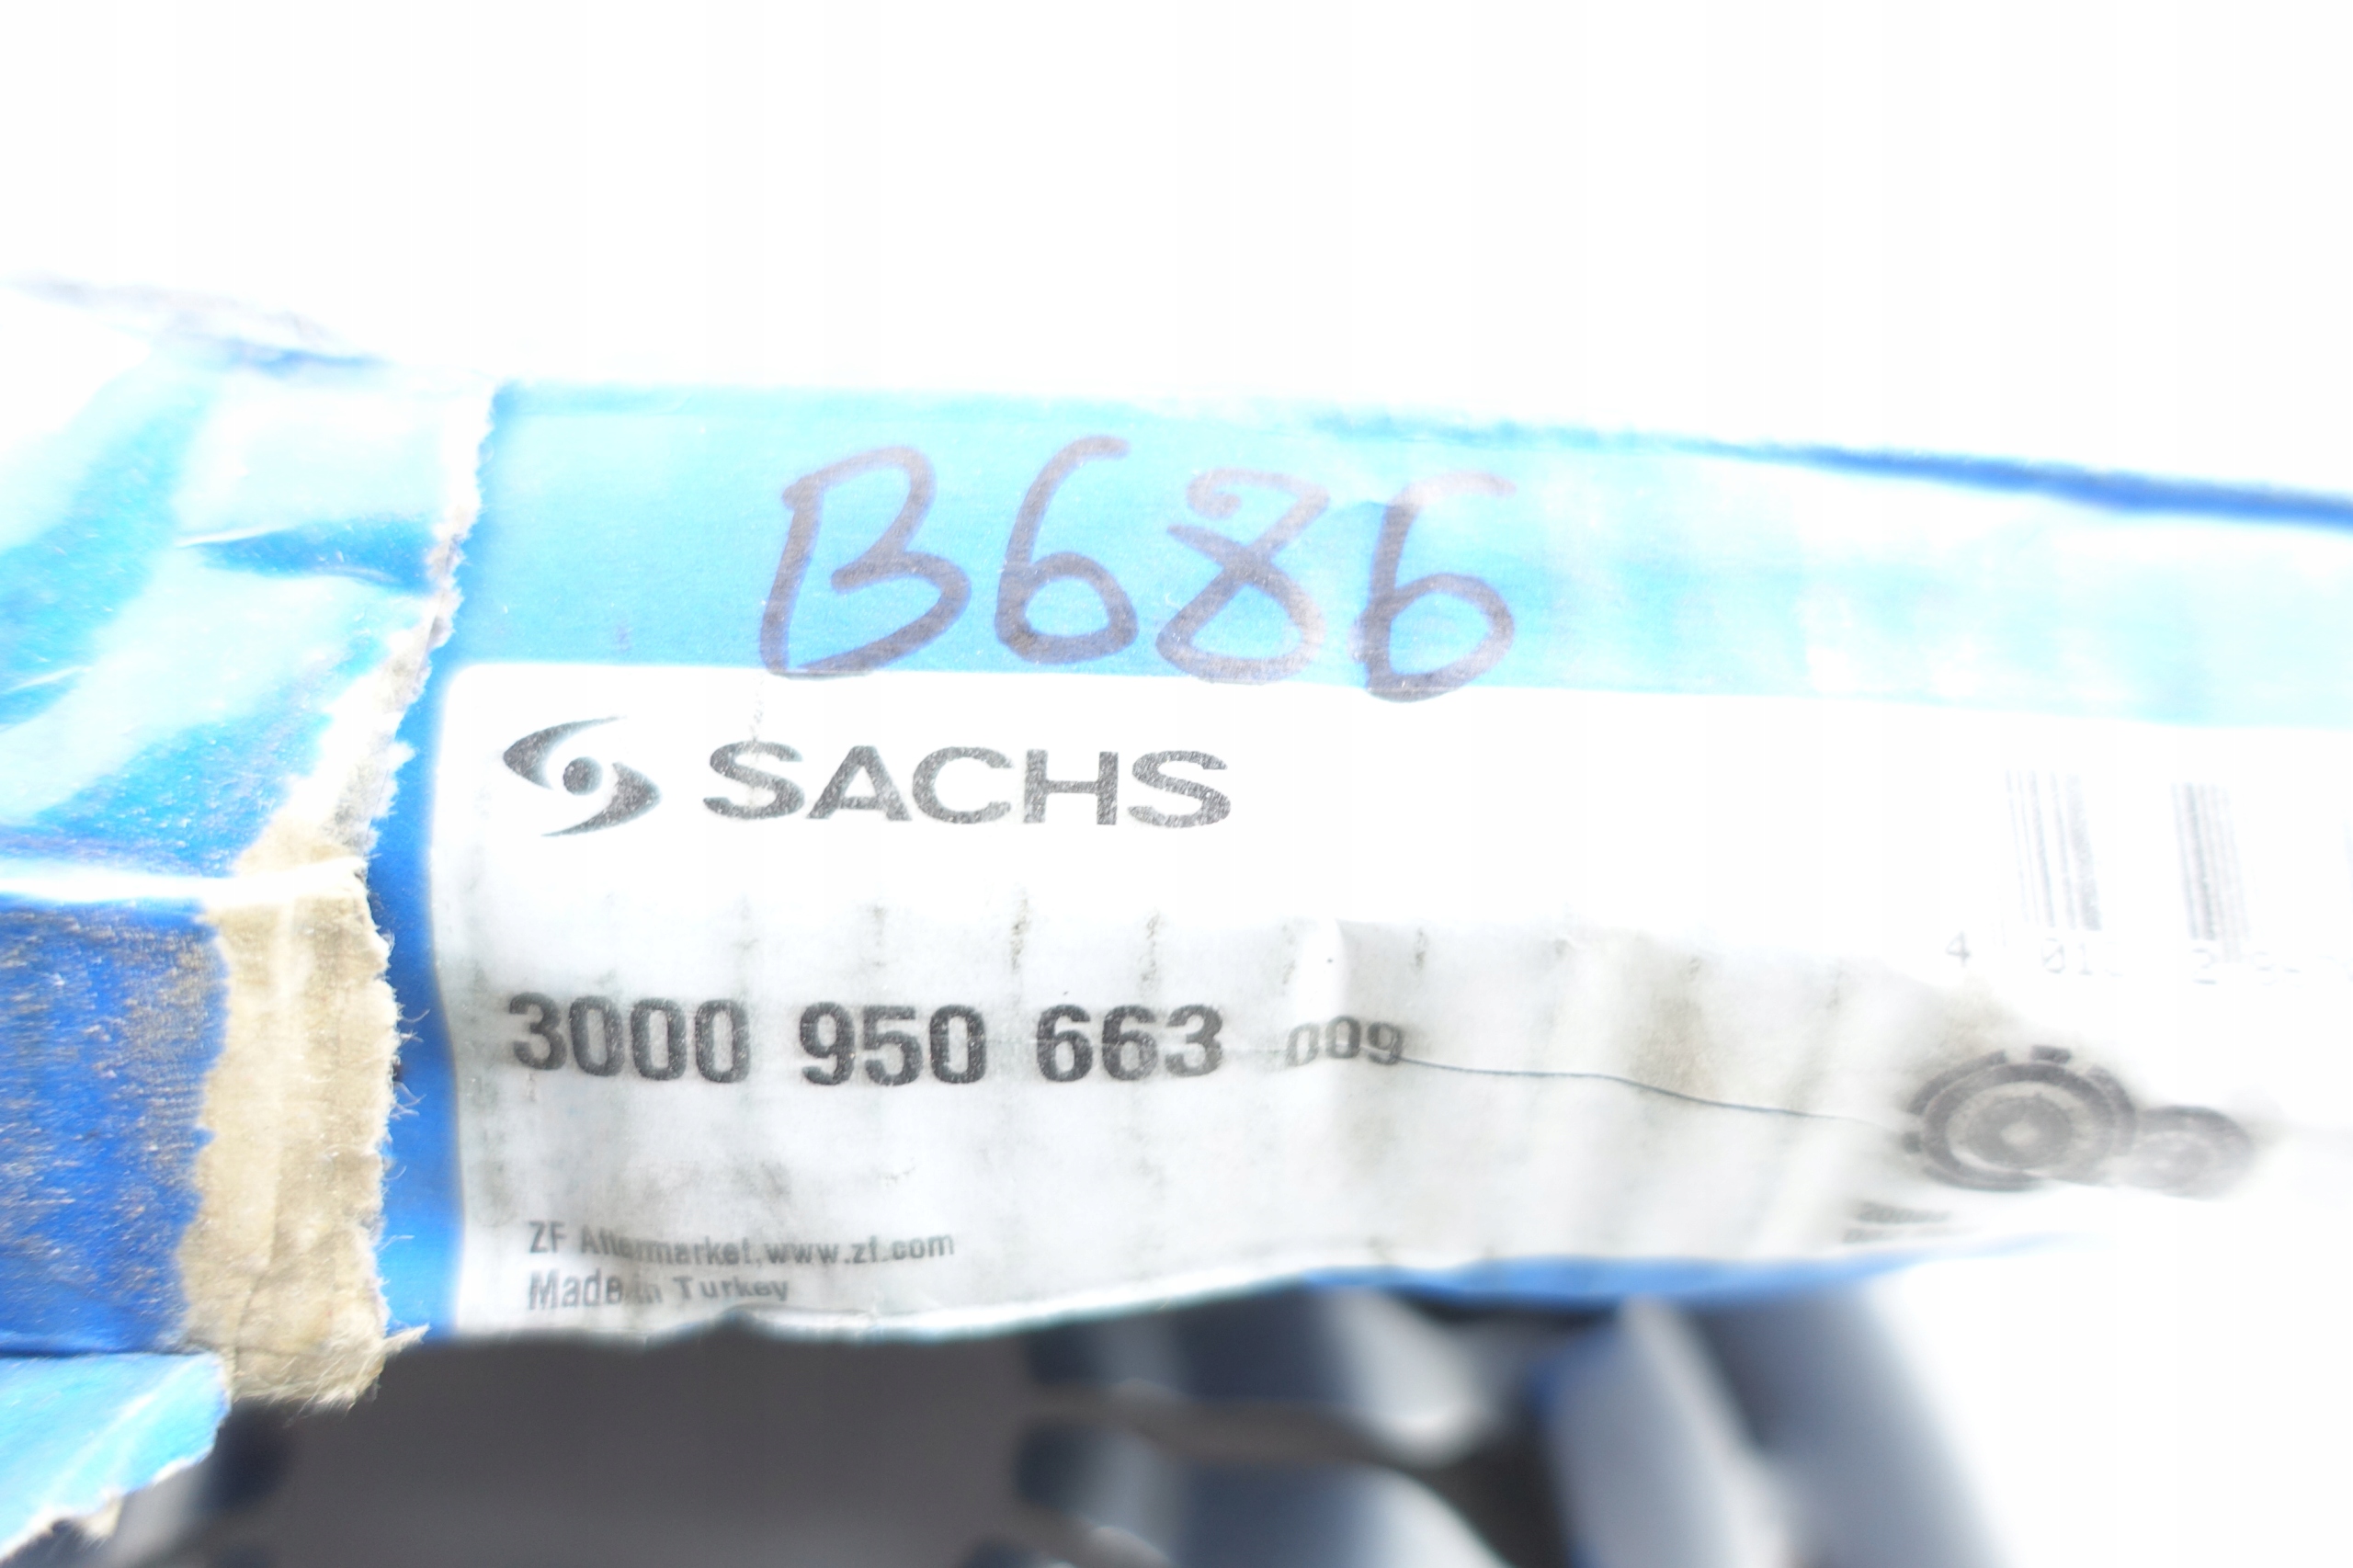 B686
SACHS
3000 950 663 009
ZF Aftermarket,www.zf.com
Made in Turkey